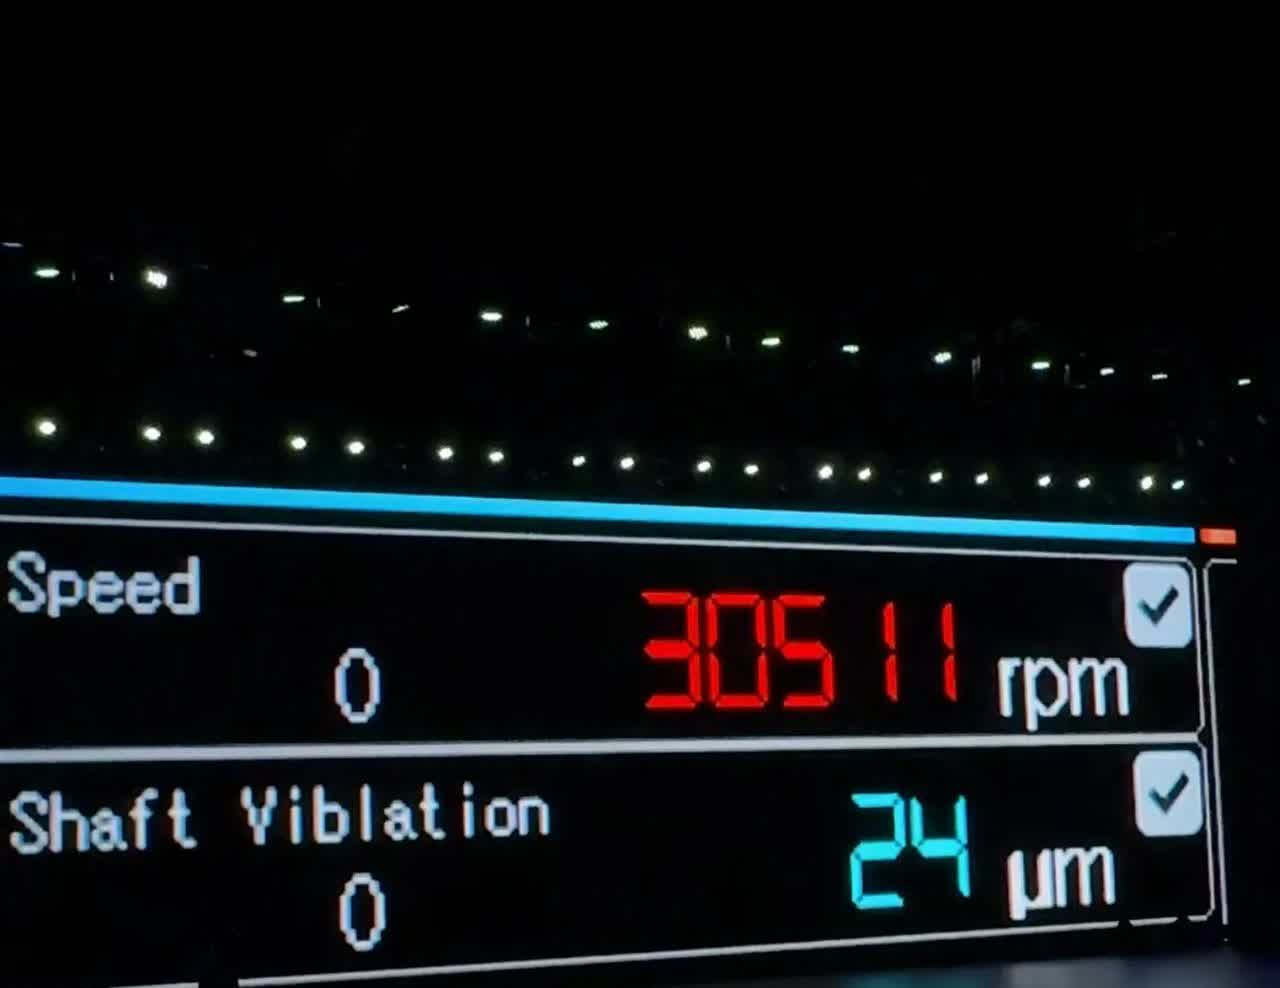 Speed
0 30511 rpm
Shaft Viblation
0 24 µm